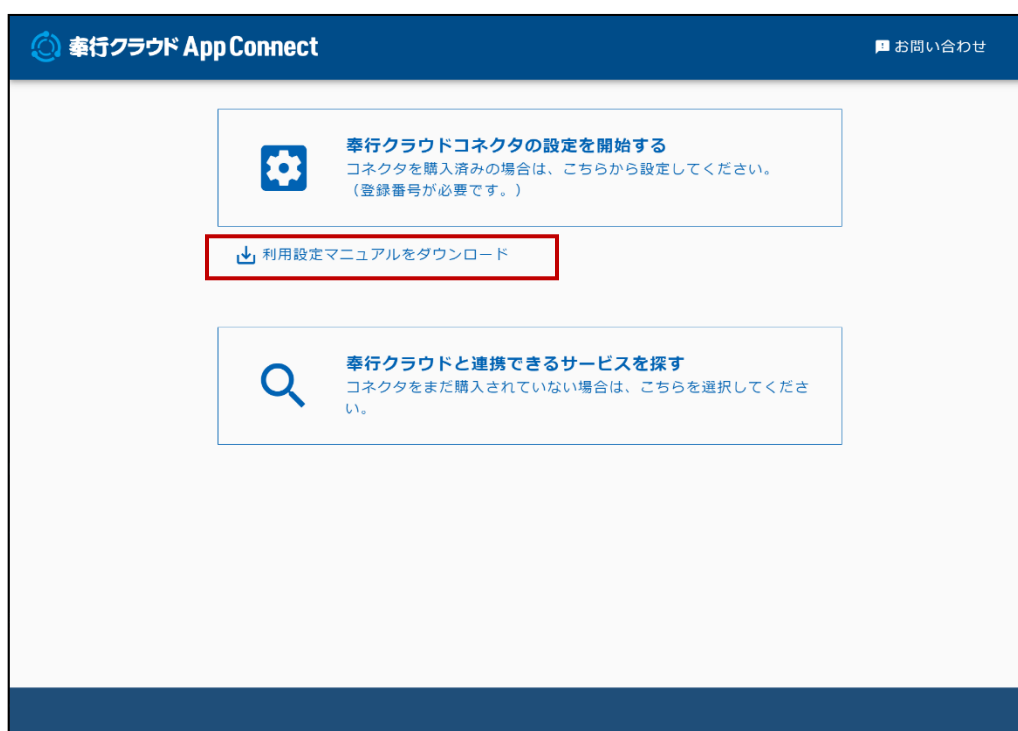 奉行クラウド App Connect
お問い合わせ
奉行クラウドコネクタの設定を開始する
コネクタを購入済みの場合は、こちらから設定してください。
（登録番号が必要です。）
利用設定マニュアルをダウンロード
奉行クラウドと連携できるサービスを探す
コネクタをまだ購入されていない場合は、こちらを選択してくださ
い。